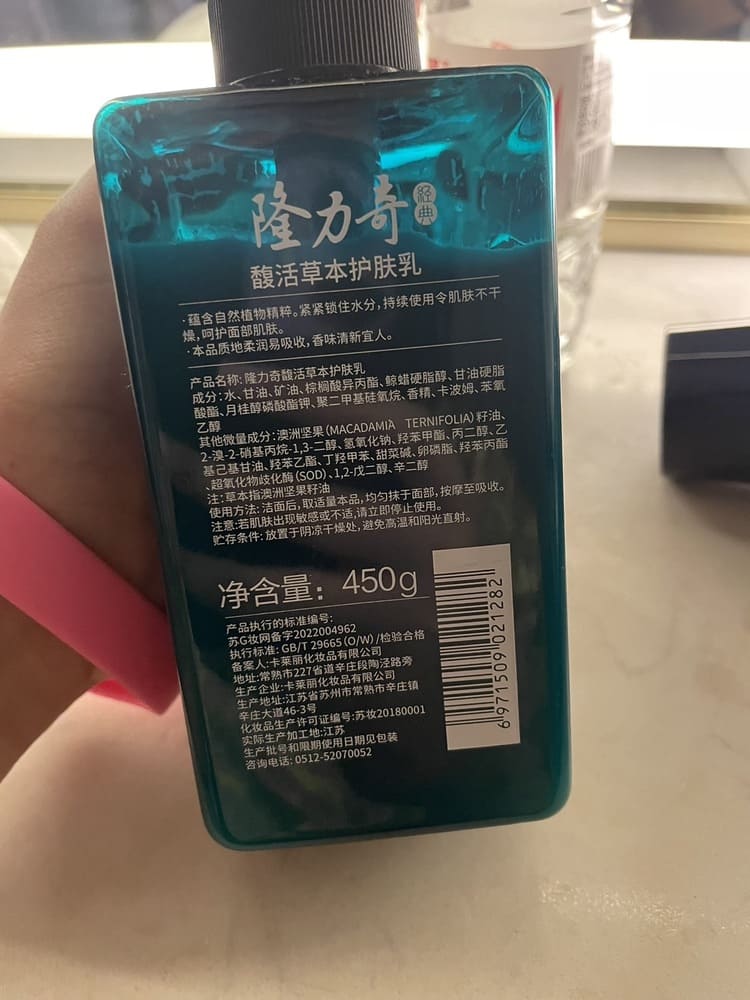 隆力奇 经典
馥活草本护肤乳
·蕴含自然植物精粹。紧紧锁住水分,持续使用令肌肤不干
燥,呵护面部肌肤。
·本品质地柔润易吸收,香味清新宜人。
产品名称: 隆力奇馥活草本护肤乳
成分: 水、甘油、矿油、棕榈酸异丙酯、鲸蜡硬脂醇、甘油硬脂
酸酯、月桂醇磷酸酯钾、聚二甲基硅氧烷、香精、卡波姆、苯氧
乙醇
其他微量成分: 澳洲坚果(MACADAMIA TERNIFOLIA)籽油、
2-溴-2-硝基丙烷-1,3-二醇、氢氧化钠、羟苯甲酯、丙二醇、乙
基己基甘油、羟苯乙酯、丁羟甲苯、甜菜碱、卵磷脂、羟苯丙酯
、超氧化物歧化酶(SOD)、1,2-戊二醇、辛二醇
注: 草本指澳洲坚果籽油
使用方法: 洁面后,取适量本品,均匀抹于面部,按摩至吸收。
注意: 若肌肤出现敏感或不适,请立即停止使用。
贮存条件: 放置于阴凉干燥处,避免高温和阳光直射。
净含量: 450g
产品执行的标准编号:
苏G妆网备字2022004962
执行标准: GB/T 29665(O/W)/检验合格
备案人: 卡莱丽化妆品有限公司
地址: 常熟市227省道辛庄段陶泾路旁
生产企业: 卡莱丽化妆品有限公司
生产地址: 江苏省苏州市常熟市辛庄镇
辛庄大道46-3号
化妆品生产许可证编号: 苏妆20180001
实际生产加工地: 江苏
生产批号和限期使用日期见包装
咨询电话: 0512-52070052
6 971509 021282